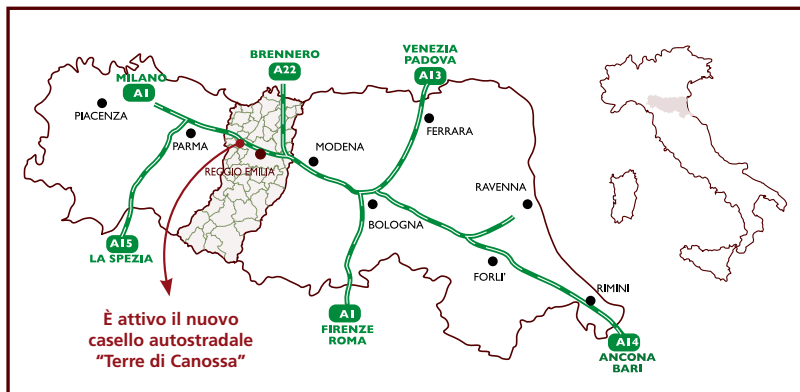 BRENNERO
A22
VENEZIA
PADOVA
A13
MILANO
A1
PIACENZA
PARMA
REGGIO EMILIA
MODENA
FERRARA
BOLOGNA
RAVENNA
FORLI'
RIMINI
A15
LA SPEZIA
A1
FIRENZE
ROMA
A14
ANCONA
BARI
È attivo il nuovo
casello autostradale
“Terre di Canossa”